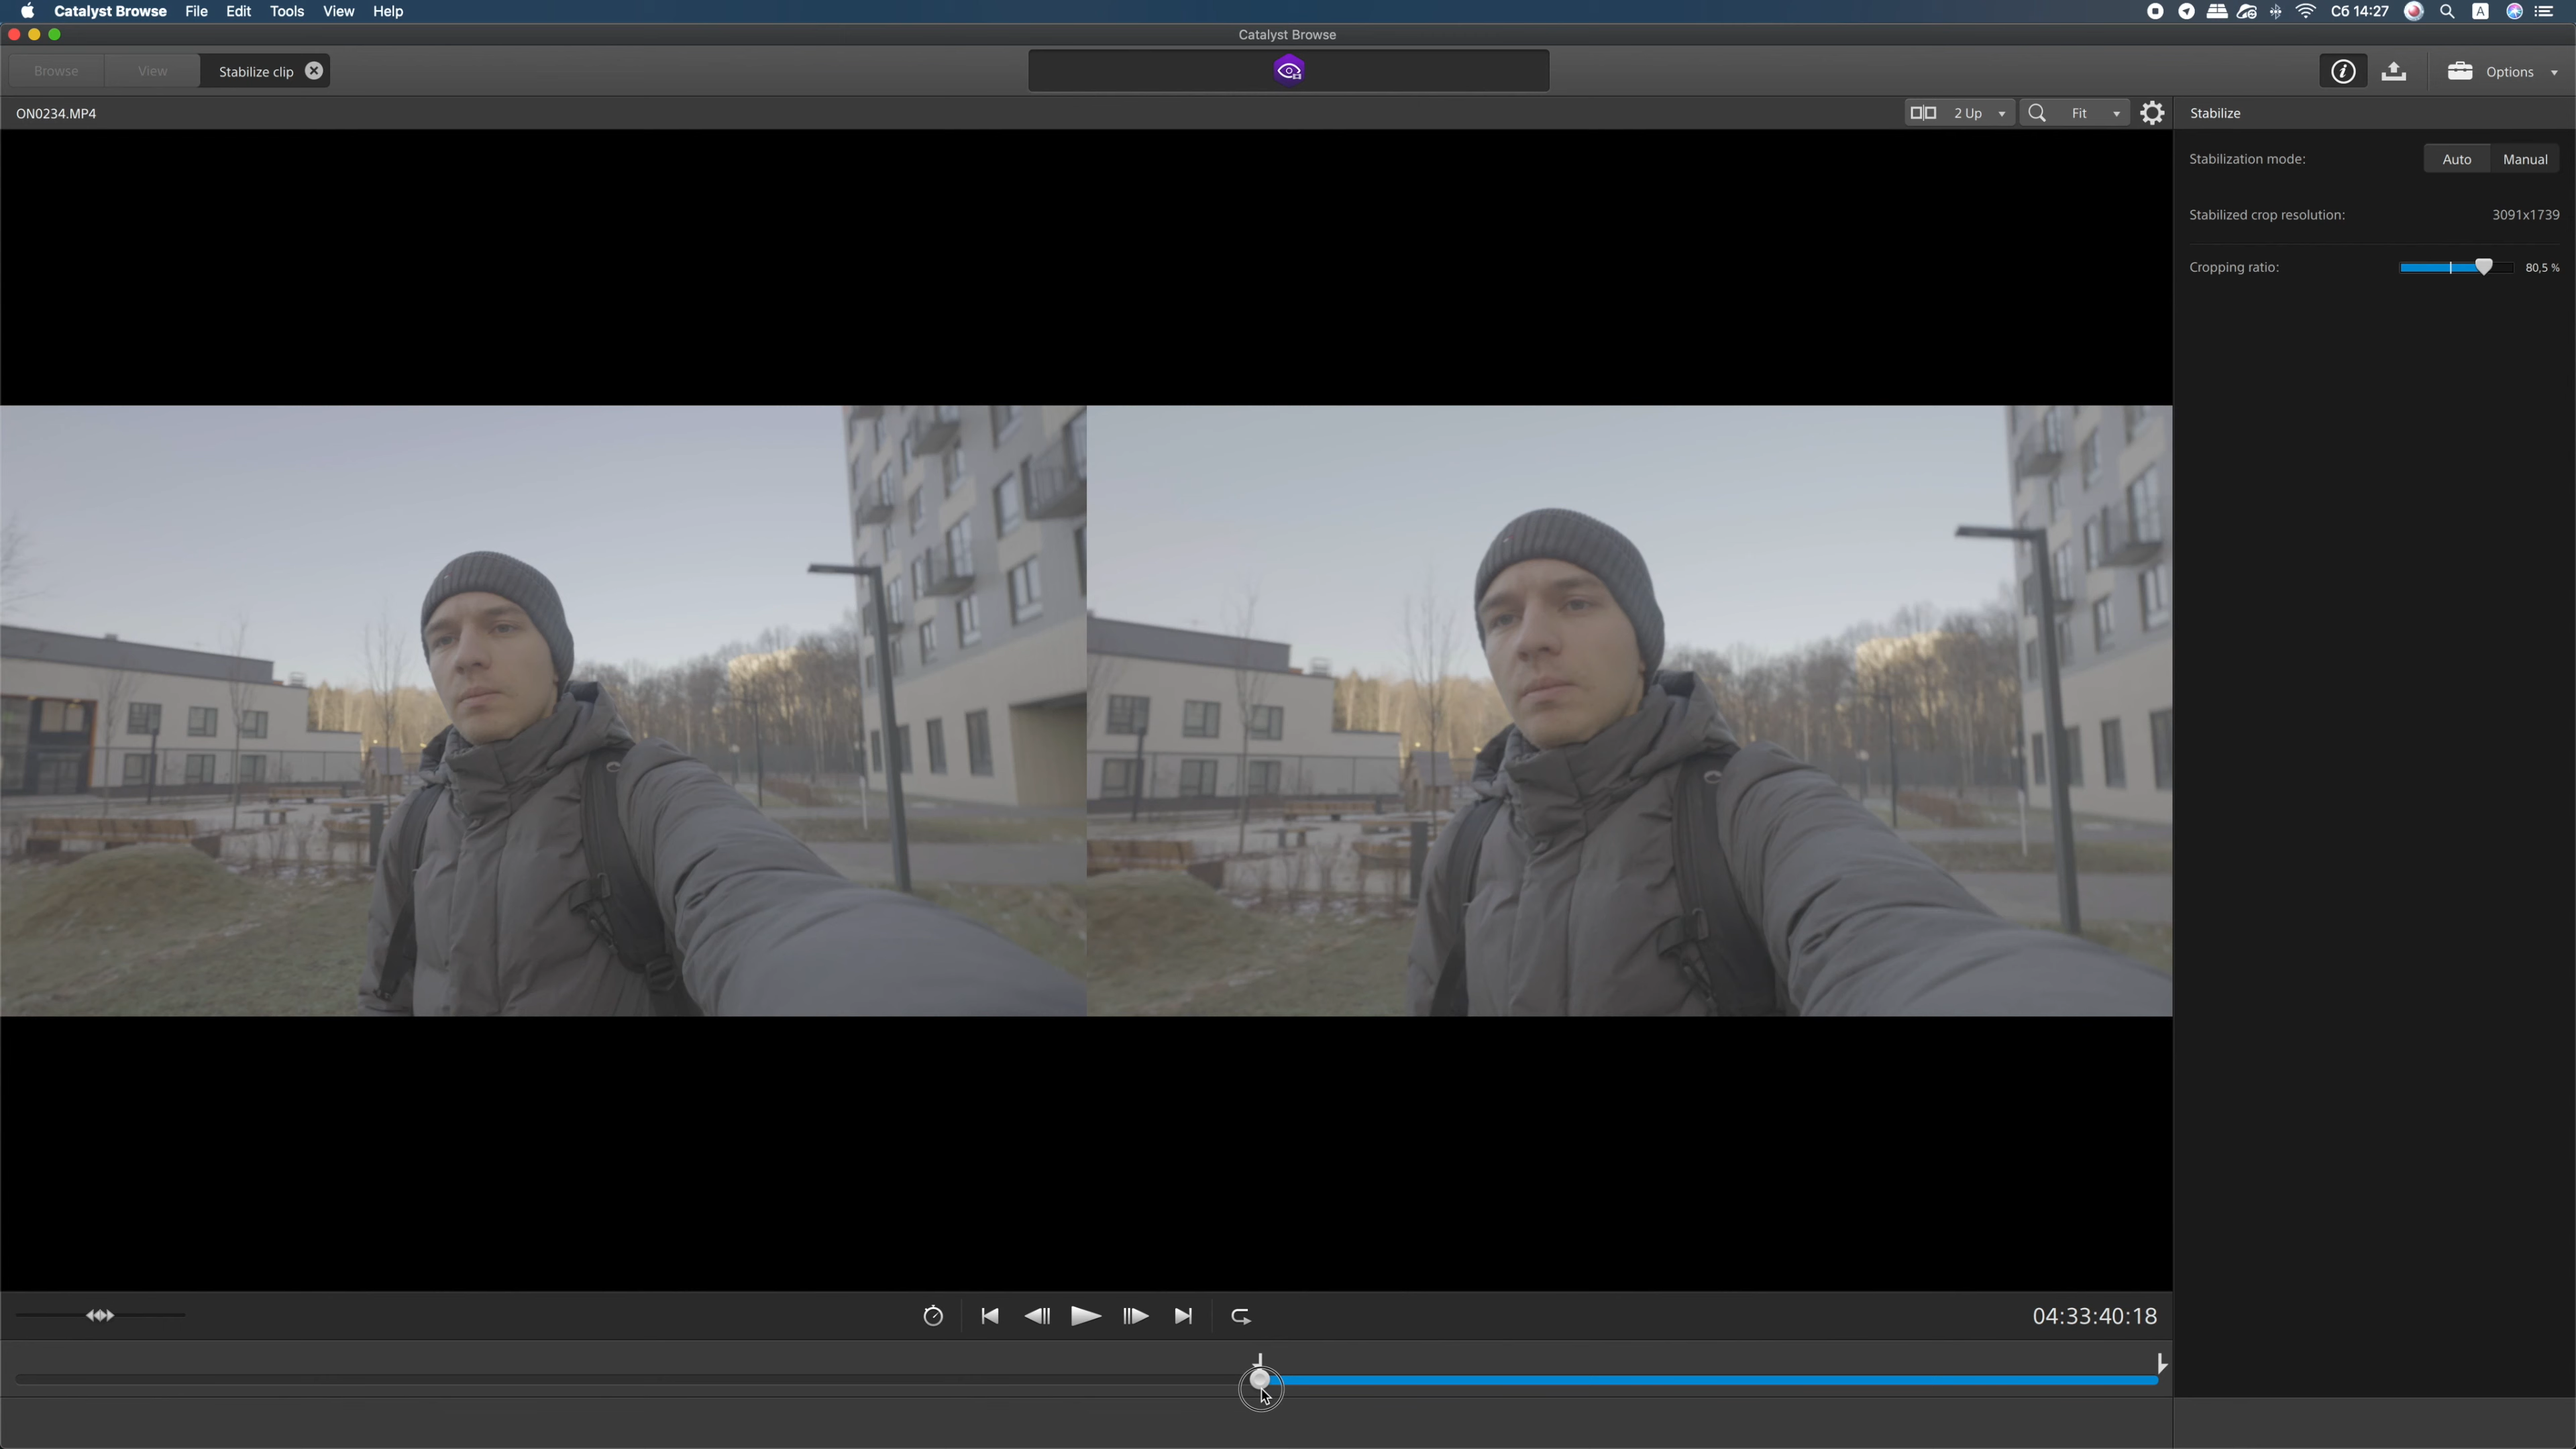 Catalyst Browse File Edit Tools View Help Сб 14:27 A
Catalyst Browse
Browse View Stabilize clip Options
ON0234.MP4 2 Up Fit Stabilize
Stabilization mode: Auto Manual
Stabilized crop resolution: 3091x1739
Cropping ratio: 80,5 %
04:33:40:18